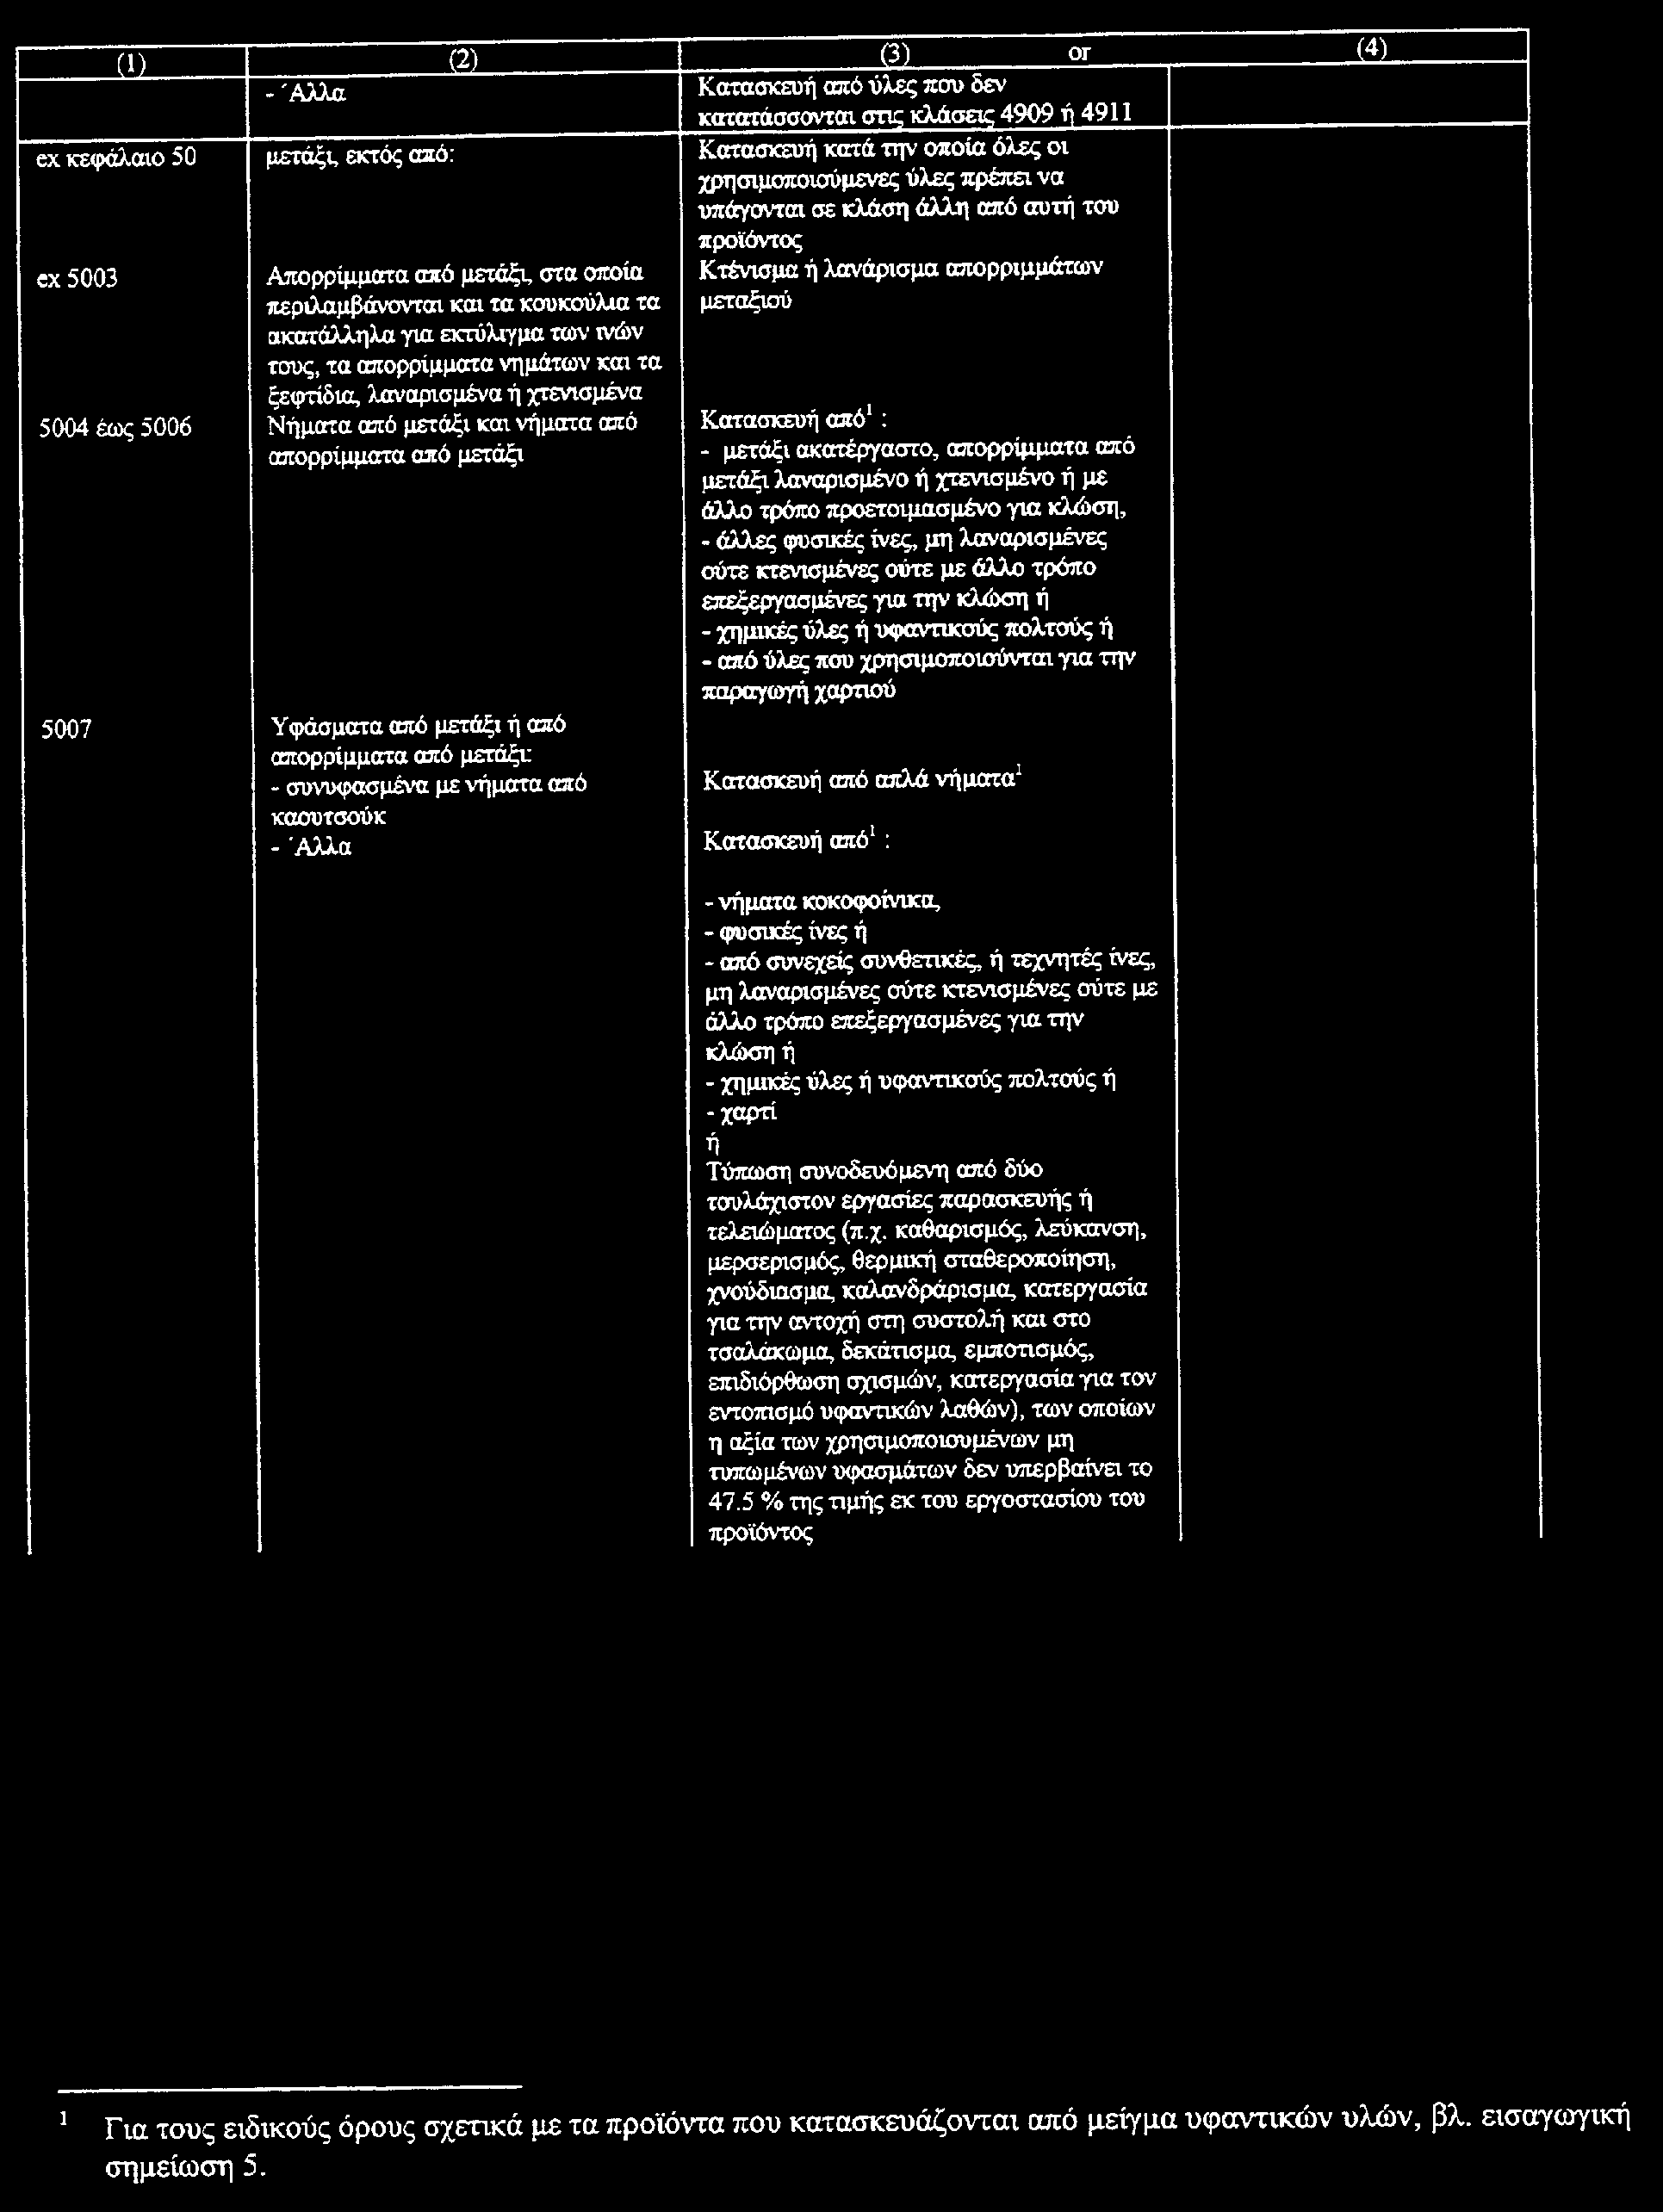 (1) (2) (3) or (4)
- Άλλα
Κατασκευή από ύλες που δεν
κατατάσσονται στις κλάσεις 4909 ή 4911
ex κεφάλαιο 50
μετάξι, εκτός από:
Κατασκευή κατά την οποία όλες οι
χρησιμοποιούμενες ύλες πρέπει να
υπάγονται σε κλάση άλλη από αυτή του
προϊόντος
ex 5003
Απορρίμματα από μετάξι, στα οποία
περιλαμβάνονται και τα κουκούλια τα
ακατάλληλα για εκτύλιγμα των ινών
τους, τα απορρίμματα νημάτων και τα
ξεφτίδια, λαναρισμένα ή χτενισμένα
Κτένισμα ή λανάρισμα απορριμμάτων
μεταξιού
5004 έως 5006
Νήματα από μετάξι και νήματα από
απορρίμματα από μετάξι
Κατασκευή από¹ :
- μετάξι ακατέργαστο, απορρίμματα από
μετάξι λαναρισμένο ή χτενισμένο ή με
άλλο τρόπο προετοιμασμένο για κλώση,
- άλλες φυσικές ίνες, μη λαναρισμένες
ούτε κτενισμένες ούτε με άλλο τρόπο
επεξεργασμένες για την κλώση ή
- χημικές ύλες ή υφαντικούς πολτούς ή
- από ύλες που χρησιμοποιούνται για την
παραγωγή χαρτιού
5007
Υφάσματα από μετάξι ή από
απορρίμματα από μετάξι:
- συνυφασμένα με νήματα από
καουτσούκ
- Άλλα
Κατασκευή από απλά νήματα¹
Κατασκευή από¹ :
- νήματα κοκοφοίνικα,
- φυσικές ίνες ή
- από συνεχείς συνθετικές, ή τεχνητές ίνες,
μη λαναρισμένες ούτε κτενισμένες ούτε με
άλλο τρόπο επεξεργασμένες για την
κλώση ή
- χημικές ύλες ή υφαντικούς πολτούς ή
- χαρτί
ή
Τύπωση συνοδευόμενη από δύο
τουλάχιστον εργασίες παρασκευής ή
τελειώματος (π.χ. καθαρισμός, λεύκανση,
μερσερισμός, θερμική σταθεροποίηση,
χνούδιασμα, καλανδράρισμα, κατεργασία
για την αντοχή στη συστολή και στο
τσαλάκωμα, δεκάτισμα, εμποτισμός,
επιδιόρθωση σχισμών, κατεργασία για τον
εντοπισμό υφαντικών λαθών), των οποίων
η αξία των χρησιμοποιουμένων μη
τυπωμένων υφασμάτων δεν υπερβαίνει το
47.5 % της τιμής εκ του εργοστασίου του
προϊόντος
¹ Για τους ειδικούς όρους σχετικά με τα προϊόντα που κατασκευάζονται από μείγμα υφαντικών υλών, βλ. εισαγωγική
σημείωση 5.